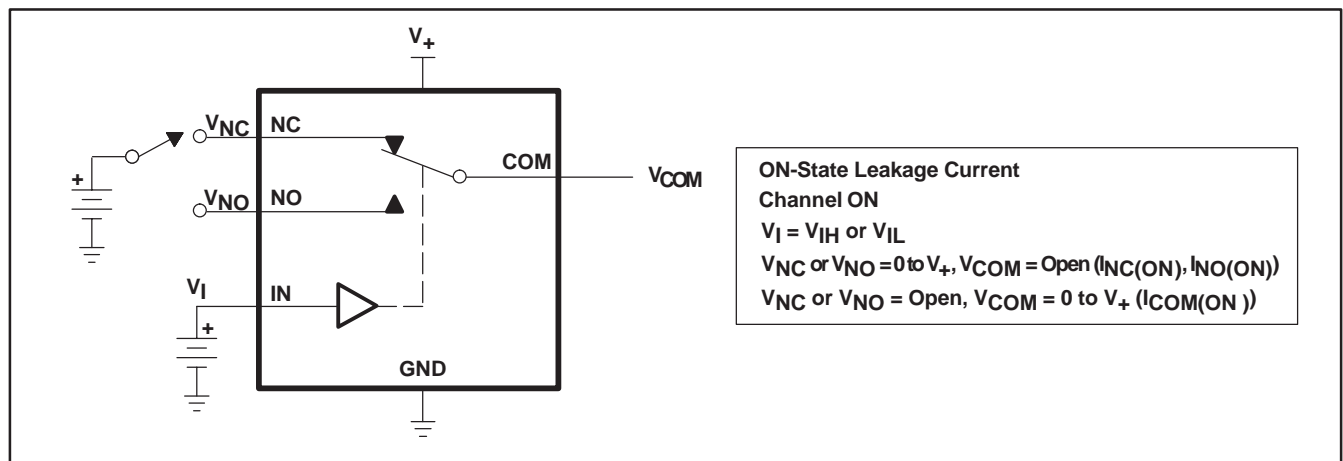 V+
VNC NC
COM
VCOM
+
VNO NO
VI IN
+
GND
ON-State Leakage Current
Channel ON
VI = VIH or VIL
VNC or VNO = 0 to V+, VCOM = Open (INC(ON), INO(ON))
VNC or VNO = Open, VCOM = 0 to V+ (ICOM(ON ))